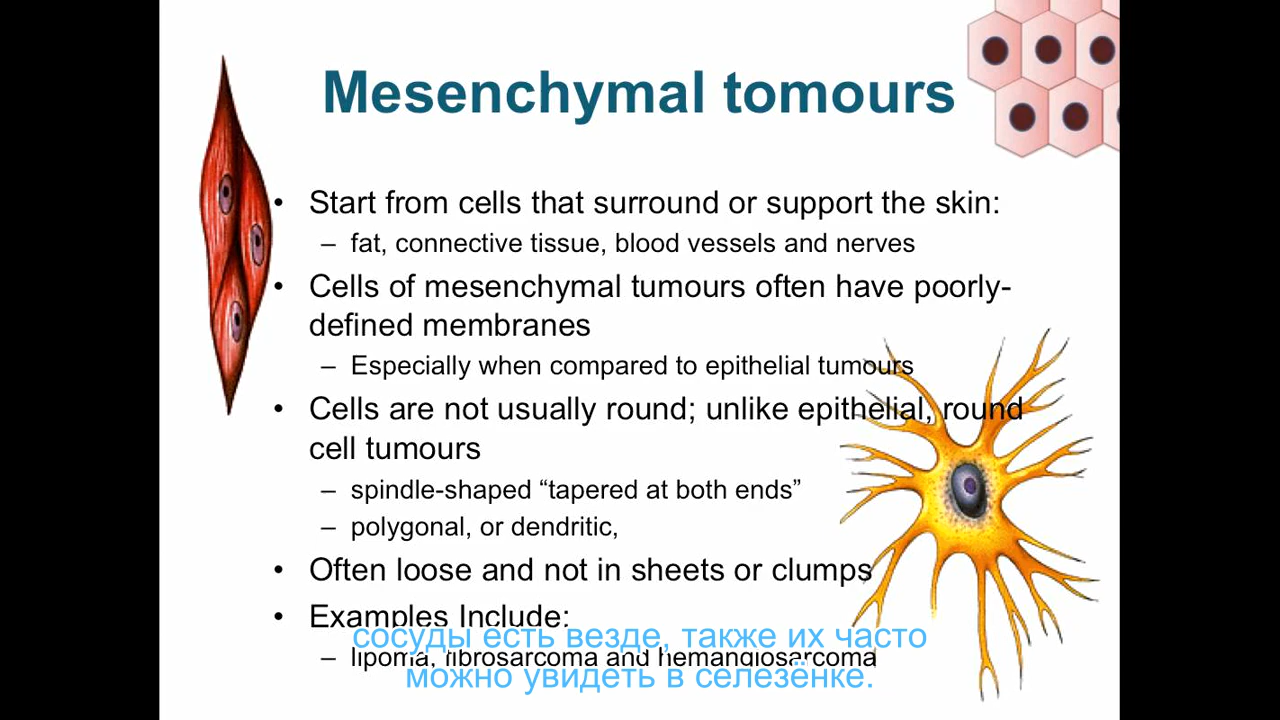 Mesenchymal tomours
• Start from cells that surround or support the skin:
– fat, connective tissue, blood vessels and nerves
• Cells of mesenchymal tumours often have poorly-
defined membranes
– Especially when compared to epithelial tumours
• Cells are not usually round; unlike epithelial, round
cell tumours
– spindle-shaped “tapered at both ends”
– polygonal, or dendritic,
• Often loose and not in sheets or clumps
• Examples Include:
– lipoma, fibrosarcoma and hemangiosarcoma
сосуды есть везде, также их часто
можно увидеть в селезёнке.